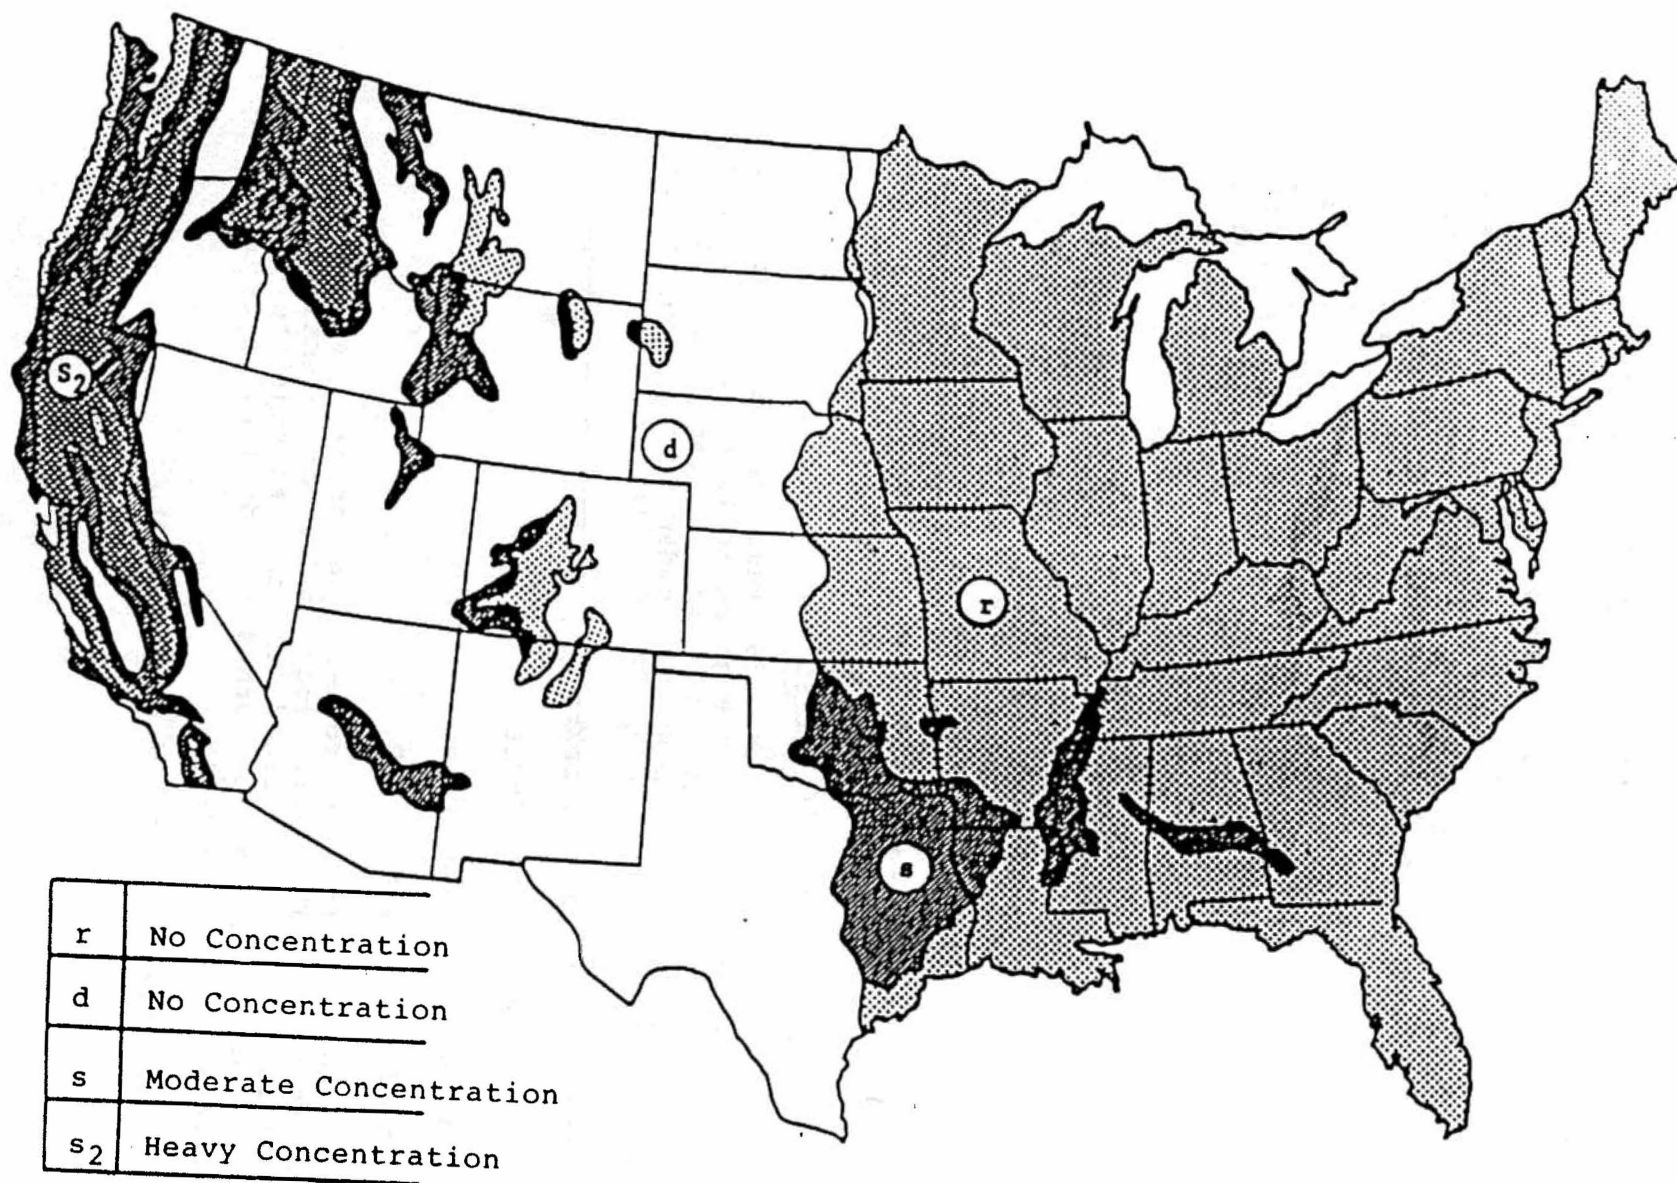 S₂
d
r
s
r No Concentration
d No Concentration
s Moderate Concentration
s₂ Heavy Concentration